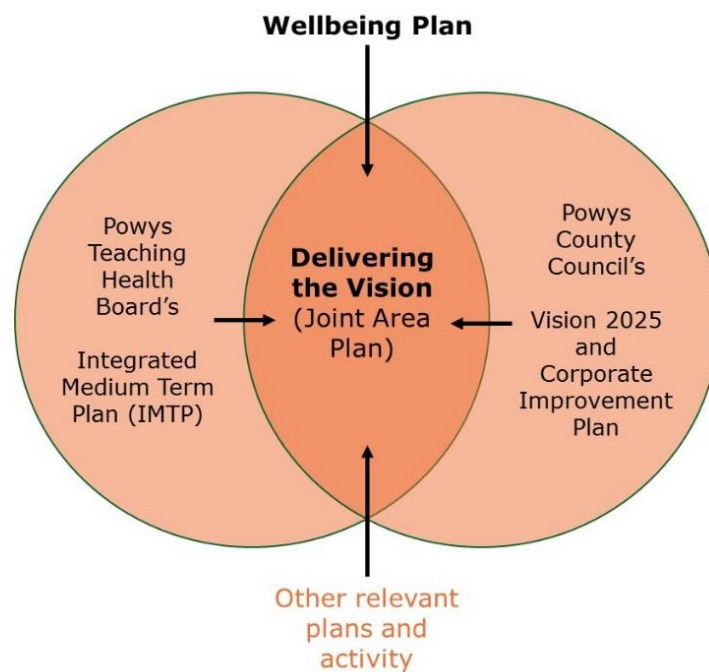 Wellbeing Plan
Powys
Teaching
Health
Board's
Integrated
Medium Term
Plan (IMTP)
Delivering
the Vision
(Joint Area
Plan)
Powys
County
Council's
Vision 2025
and
Corporate
Improvement
Plan
Other relevant
plans and
activity